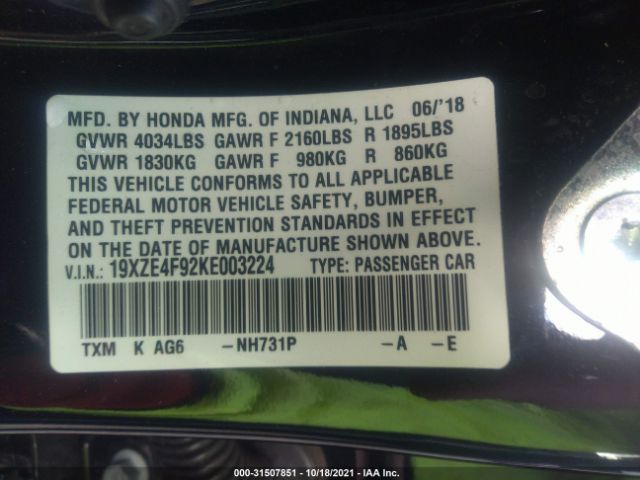 MFD. BY HONDA MFG. OF INDIANA, LLC 06/'18
GVWR 4034LBS GAWR F 2160LBS R 1895LBS
GVWR 1830KG GAWR F 980KG R 860KG
THIS VEHICLE CONFORMS TO ALL APPLICABLE
FEDERAL MOTOR VEHICLE SAFETY, BUMPER,
AND THEFT PREVENTION STANDARDS IN EFFECT
ON THE DATE OF MANUFACTURE SHOWN ABOVE.
V.I.N.: 19XZE4F92KE003224 TYPE: PASSENGER CAR
TXM K AG6 -NH731P -A -E
000-31507851 | 10/18/2021 | IAA Inc.